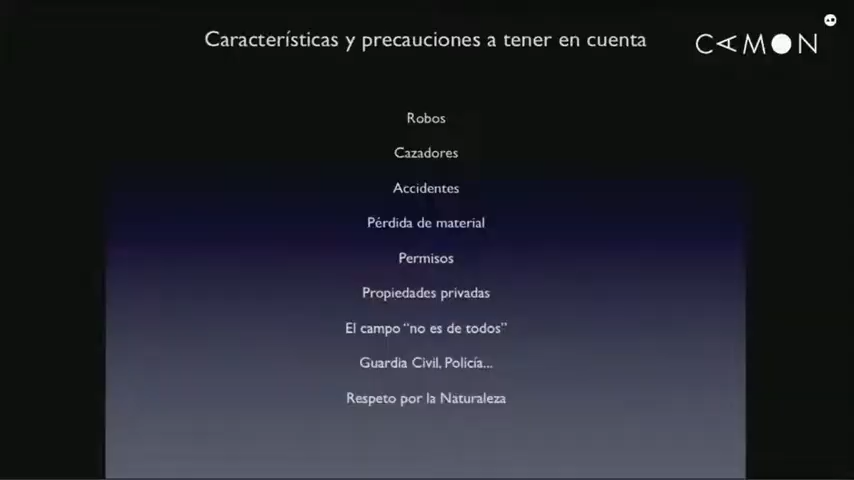 Características y precauciones a tener en cuenta
CAMON
Robos
Cazadores
Accidentes
Pérdida de material
Permisos
Propiedades privadas
El campo “no es de todos”
Guardia Civil, Policía...
Respeto por la Naturaleza